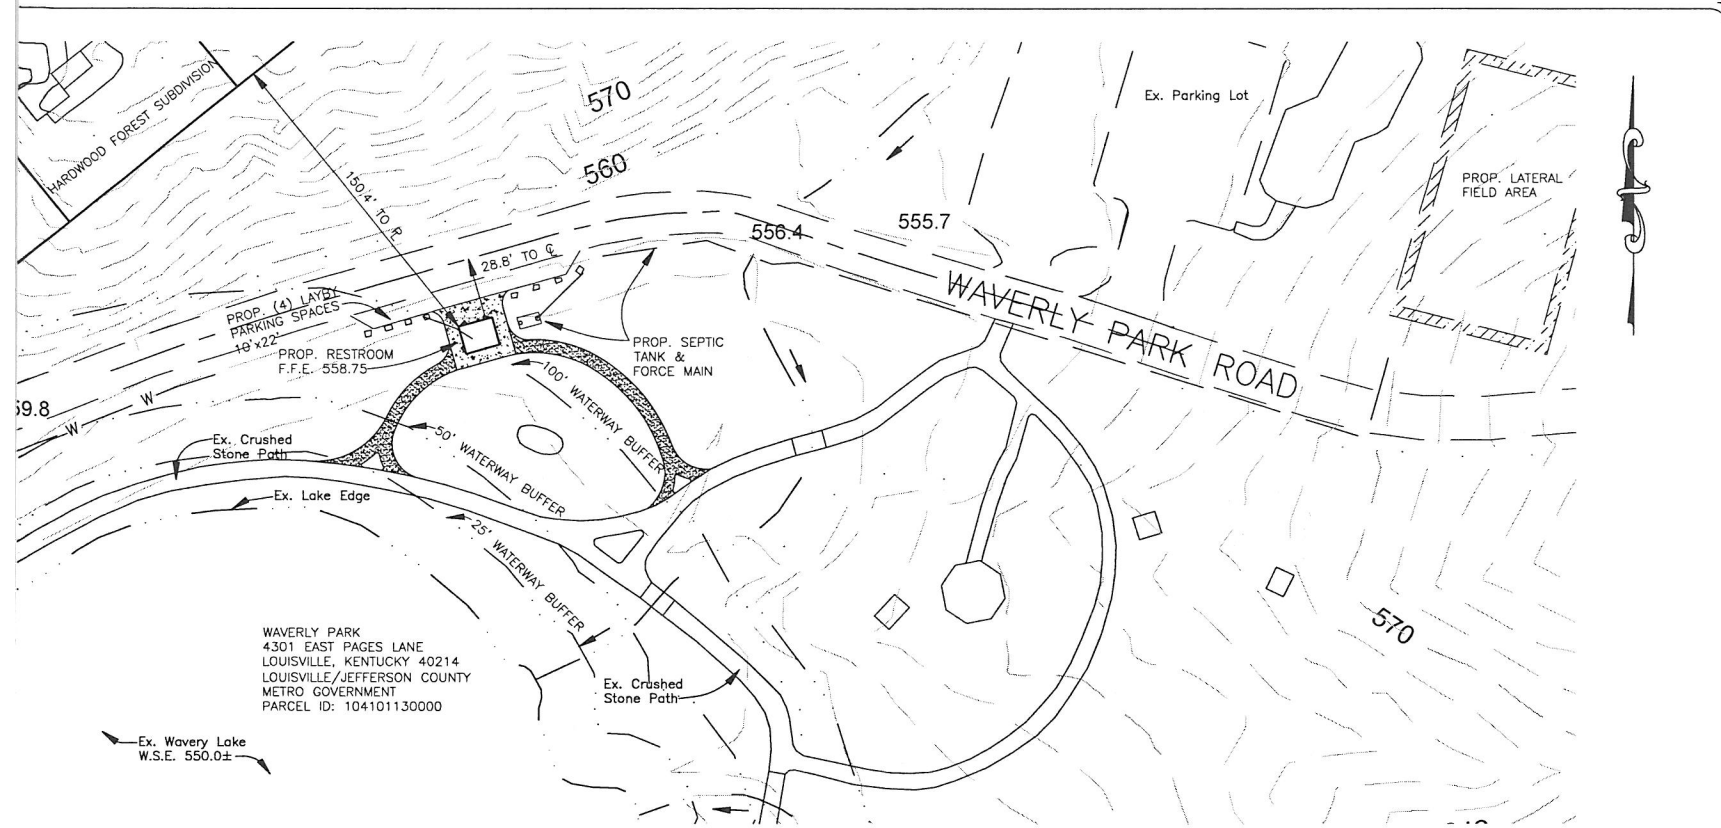 HARDWOOD FOREST SUBDIVISION
570
560
Ex. Parking Lot
PROP. LATERAL
FIELD AREA
150.4' TO PL
28.8' TO CL
556.4
555.7
WAVERLY PARK ROAD
PROP. (4) LAYBY
PARKING SPACES
10'x22'
PROP. RESTROOM
F.F.E. 558.75
PROP. SEPTIC
TANK &
FORCE MAIN
59.8
W
W
100' WATERWAY BUFFER
50' WATERWAY BUFFER
25' WATERWAY BUFFER
Ex. Crushed
Stone Path
Ex. Lake Edge
WAVERLY PARK
4301 EAST PAGES LANE
LOUISVILLE, KENTUCKY 40214
LOUISVILLE/JEFFERSON COUNTY
METRO GOVERNMENT
PARCEL ID: 104101130000
Ex. Crushed
Stone Path
Ex. Wavery Lake
W.S.E. 550.0±
570